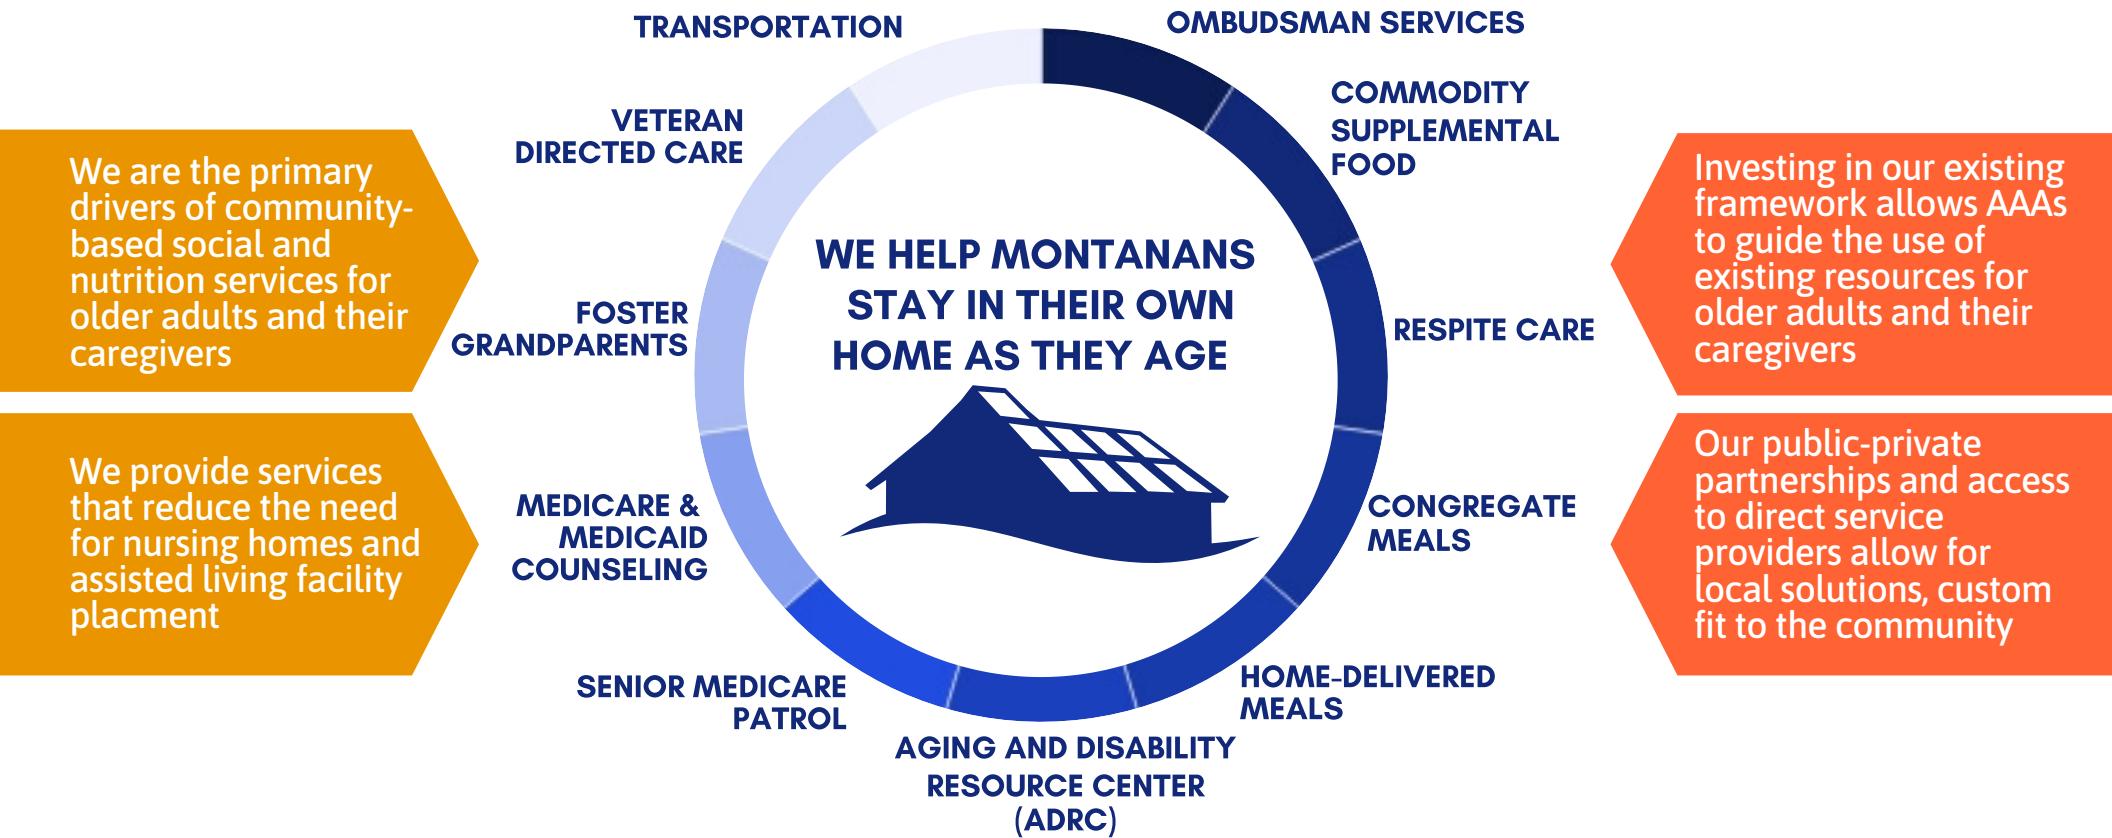 TRANSPORTATION
OMBUDSMAN SERVICES
COMMODITY
SUPPLEMENTAL
FOOD
VETERAN
DIRECTED CARE
We are the primary
drivers of community-
based social and
nutrition services for
older adults and their
caregivers
Investing in our existing
framework allows AAAs
to guide the use of
existing resources for
older adults and their
caregivers
WE HELP MONTANANS
STAY IN THEIR OWN
HOME AS THEY AGE
FOSTER
GRANDPARENTS
RESPITE CARE
We provide services
that reduce the need
for nursing homes and
assisted living facility
placment
MEDICARE &
MEDICAID
COUNSELING
CONGREGATE
MEALS
Our public-private
partnerships and access
to direct service
providers allow for
local solutions, custom
fit to the community
SENIOR MEDICARE
PATROL
HOME-DELIVERED
MEALS
AGING AND DISABILITY
RESOURCE CENTER
(ADRC)